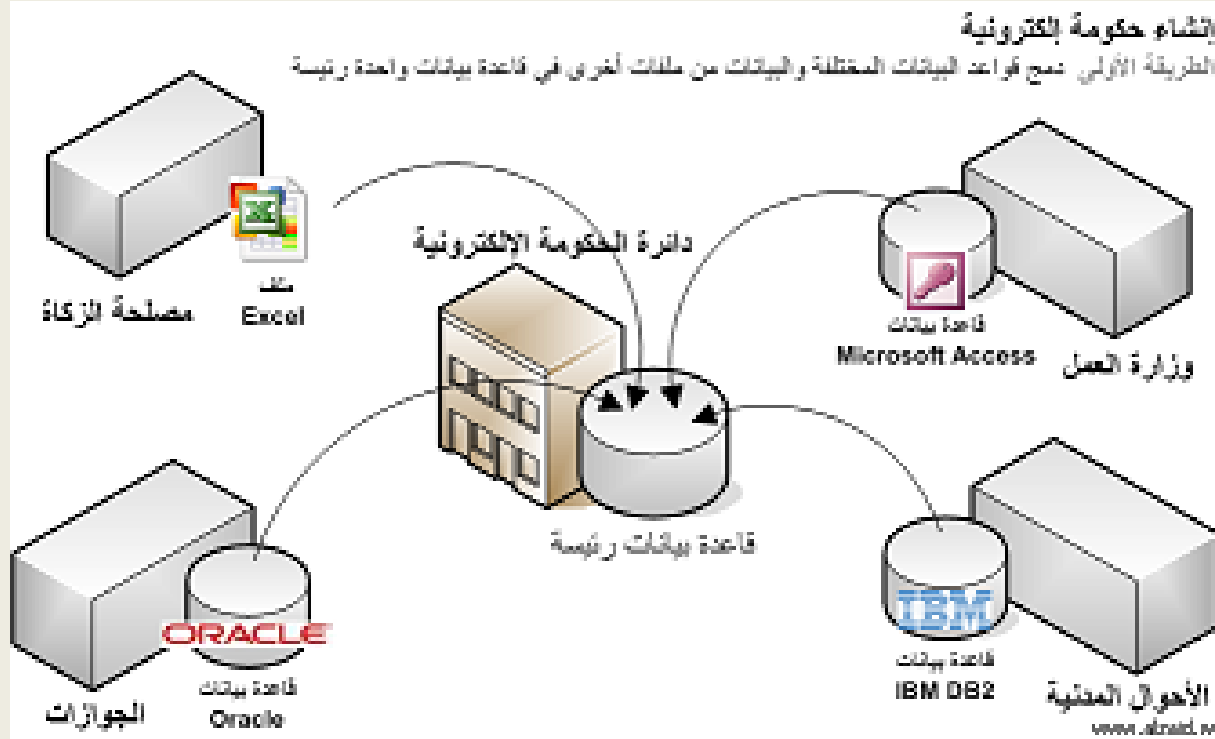 إنشاء حكومة إلكترونية
الطريقة الأولى دمج قواعد البيانات المختلفة والبيانات من ملفات أخرى في قاعدة بيانات واحدة رئيسة
ملف
Excel
مصلحة الزكاة
دائرة الحكومة الإلكترونية
قاعدة بيانات
Microsoft Access
وزارة العمل
قاعدة بيانات رئيسة
ORACLE
قاعدة بيانات
Oracle
الجوازات
IBM
قاعدة بيانات
IBM DB2
الأحوال المدنية